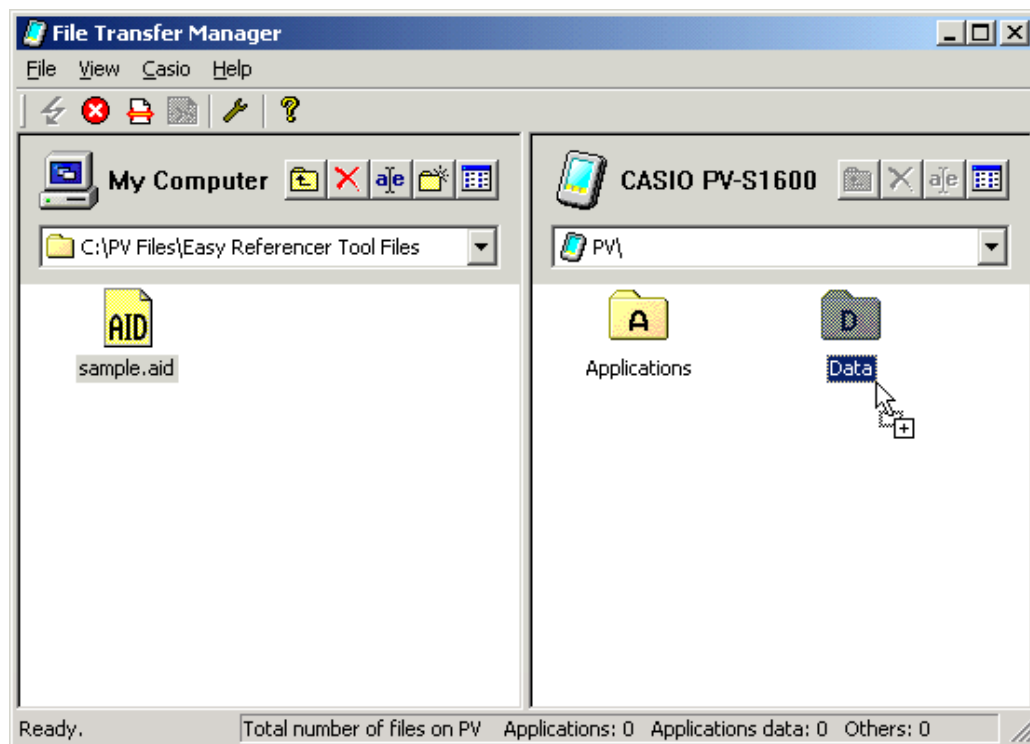 File Transfer Manager
File View Casio Help
My Computer
a|e
CASIO PV-S1600
a|e
C:\PV Files\Easy Referencer Tool Files
PV\
AID
A
D
sample.aid
Applications
Data
Ready.
Total number of files on PV Applications: 0 Applications data: 0 Others: 0